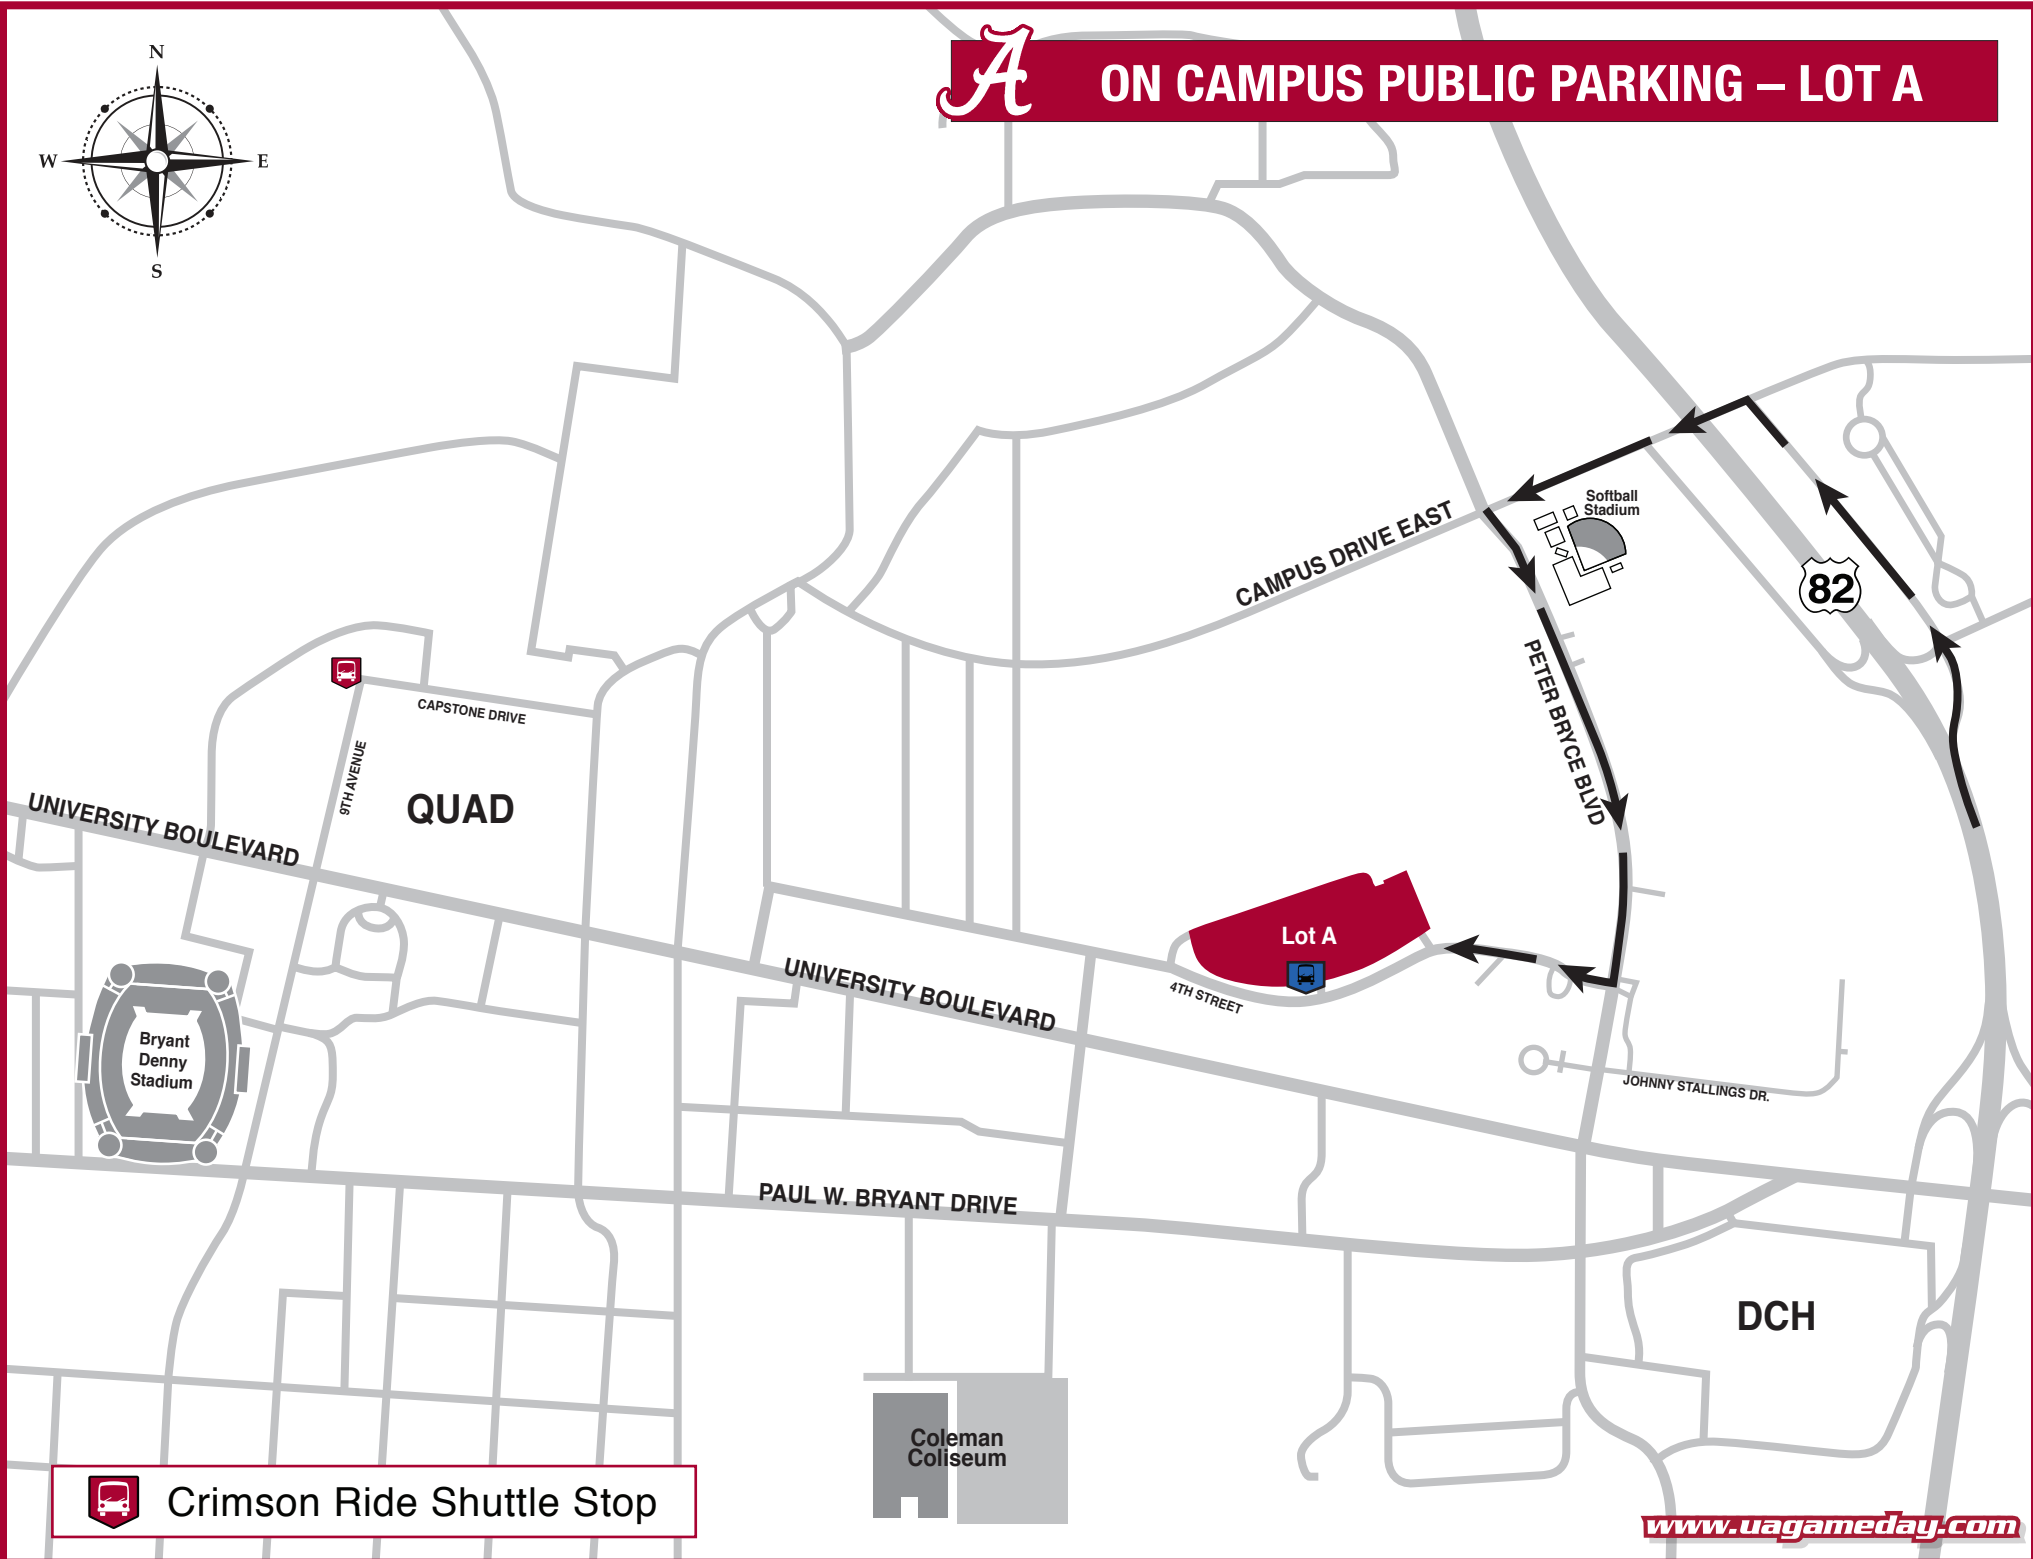 N
W
E
S
A
ON CAMPUS PUBLIC PARKING – LOT A
Softball
Stadium
CAMPUS DRIVE EAST
82
PETER BRYCE BLVD
CAPSTONE DRIVE
9TH AVENUE
QUAD
UNIVERSITY BOULEVARD
Lot A
UNIVERSITY BOULEVARD
4TH STREET
Bryant
Denny
Stadium
JOHNNY STALLINGS DR.
PAUL W. BRYANT DRIVE
DCH
Coleman
Coliseum
Crimson Ride Shuttle Stop
www.uagameday.com